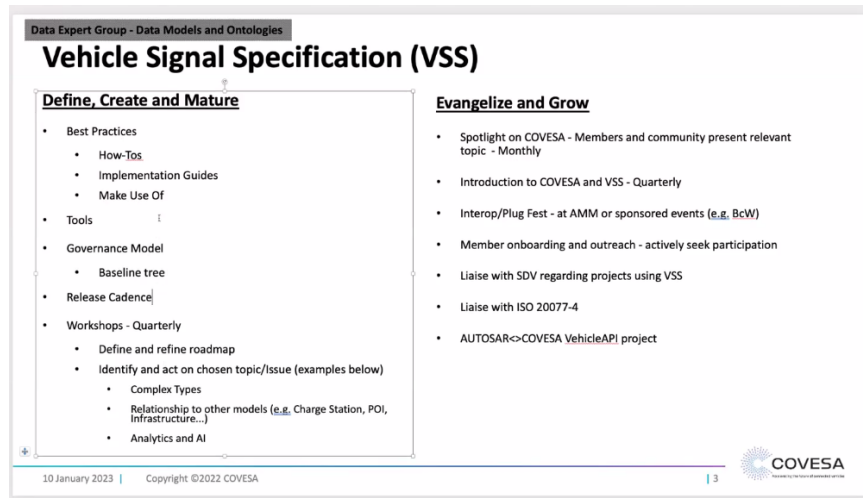 Data Expert Group - Data Models and Ontologies
Vehicle Signal Specification (VSS)
Define, Create and Mature
• Best Practices
• How-Tos
• Implementation Guides
• Make Use Of
• Tools
• Governance Model
• Baseline tree
• Release Cadence
• Workshops - Quarterly
• Define and refine roadmap
• Identify and act on chosen topic/Issue (examples below)
• Complex Types
• Relationship to other models (e.g. Charge Station, POI,
Infrastructure...)
• Analytics and AI
Evangelize and Grow
• Spotlight on COVESA - Members and community present relevant
topic - Monthly
• Introduction to COVESA and VSS - Quarterly
• Interop/Plug Fest - at AMM or sponsored events (e.g. BcW)
• Member onboarding and outreach - actively seek participation
• Liaise with SDV regarding projects using VSS
• Liaise with ISO 20077-4
• AUTOSAR<>COVESA VehicleAPI project
10 January 2023 | Copyright ©2022 COVESA
| 3
COVESA